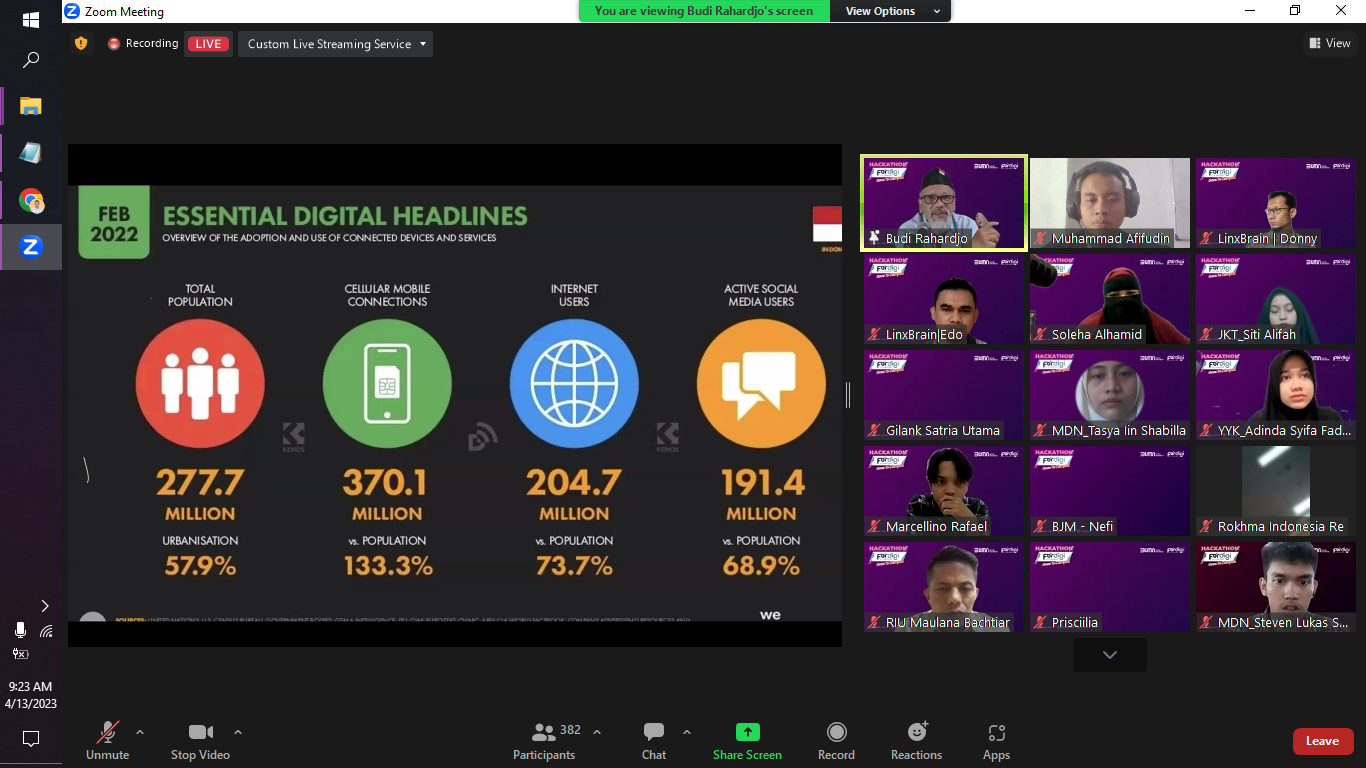 Zoom Meeting
You are viewing Budi Rahardjo's screen
View Options
Recording
LIVE
Custom Live Streaming Service
View
FEB
2022
ESSENTIAL DIGITAL HEADLINES
OVERVIEW OF THE ADOPTION AND USE OF CONNECTED DEVICES AND SERVICES
TOTAL
POPULATION
277.7
MILLION
URBANISATION
57.9%
CELLULAR MOBILE
CONNECTIONS
370.1
MILLION
vs. POPULATION
133.3%
INTERNET
USERS
204.7
MILLION
vs. POPULATION
73.7%
ACTIVE SOCIAL
MEDIA USERS
191.4
MILLION
vs. POPULATION
68.9%
KEPIOS
KEPIOS
we
HACKATHON
Fordigi
BUMN
fordigi
Budi Rahardjo
Muhammad Afifudin
LinxBrain | Donny
LinxBrain|Edo
Soleha Alhamid
JKT_Siti Alifah
Gilank Satria Utama
MDN_Tasya Iin Shabilla
YYK_Adinda Syifa Fad...
Marcellino Rafael
BJM - Nefi
Rokhma Indonesia Re
RIU Maulana Bachtiar
Prisciilia
MDN_Steven Lukas S...
9:23 AM
4/13/2023
Unmute
Stop Video
382
Participants
Chat
Share Screen
Record
Reactions
Apps
Leave